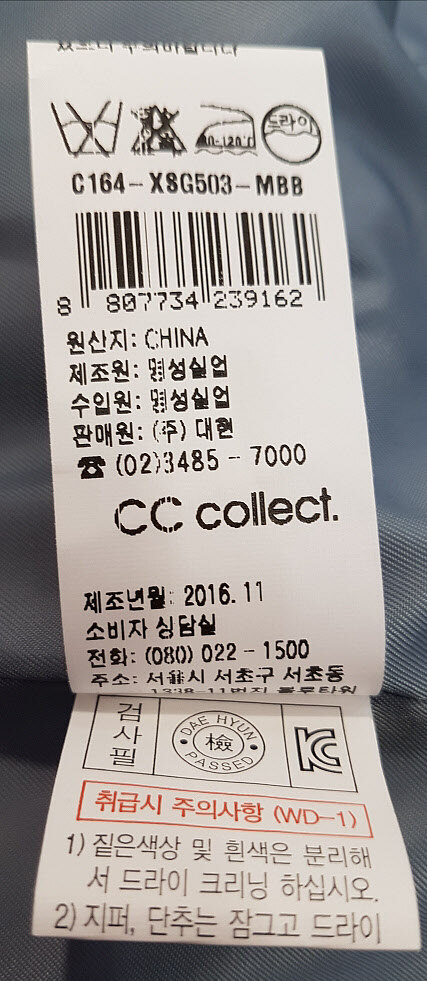 드라이
C164-XSG503-MBB
8 807734 239162
원산지: CHINA
제조원: 명성실업
수입원: 명성실업
판매원: (주) 대현
☎ (02)3485 - 7000
CC collect.
제조년월: 2016.11
소비자 상담실
전화: (080) 022 - 1500
주소: 서울시 서초구 서초동
검사필
DAE HYUN
檢
PASSED
취급시 주의사항 (WD-1)
1) 짙은색상 및 흰색은 분리해
서 드라이 크리닝 하십시오.
2) 지퍼, 단추는 잠그고 드라이